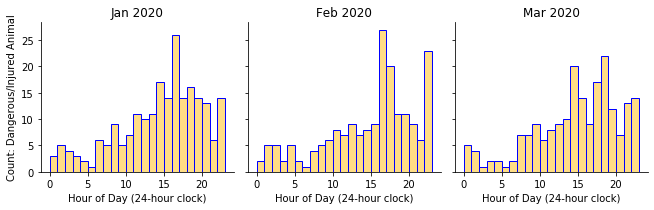 Jan 2020
Feb 2020
Mar 2020
Count: Dangerous/Injured Animal
25
20
15
10
5
0
0 5 10 15 20
0 5 10 15 20
0 5 10 15 20
Hour of Day (24-hour clock)
Hour of Day (24-hour clock)
Hour of Day (24-hour clock)